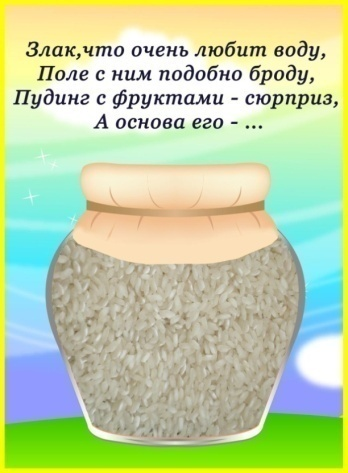 Злак,что очень любит воду,
Поле с ним подобно броду,
Пудинг с фруктами - сюрприз,
А основа его - ...